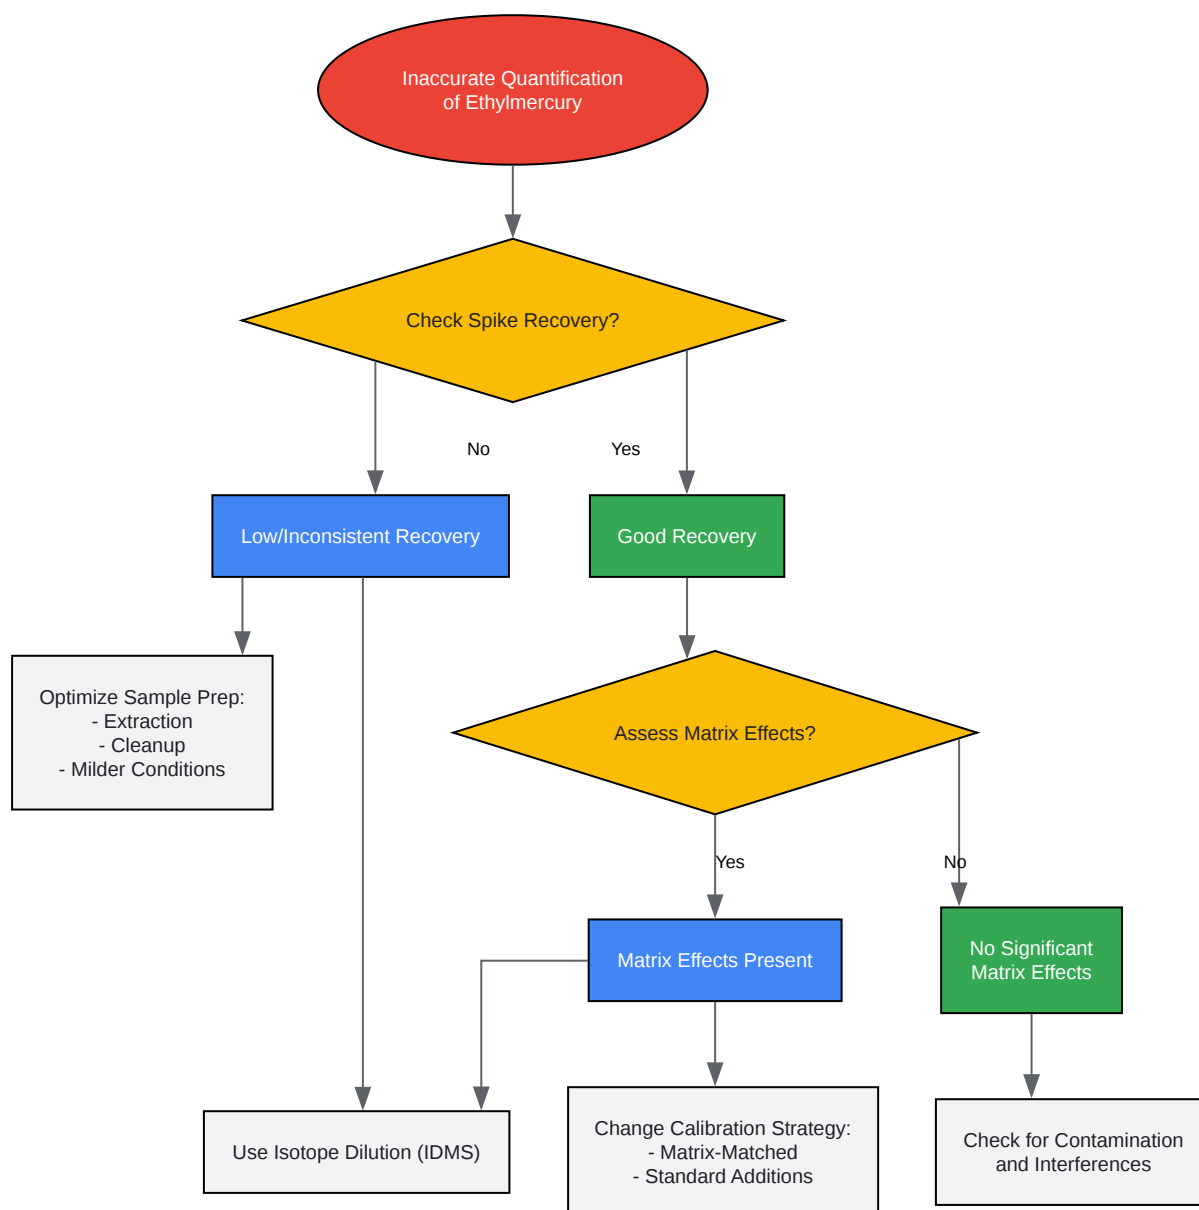 Inaccurate Quantification
of Ethylmercury
Check Spike Recovery?
No
Yes
Low/Inconsistent Recovery
Good Recovery
Optimize Sample Prep:
- Extraction
- Cleanup
- Milder Conditions
Assess Matrix Effects?
Yes
No
Matrix Effects Present
No Significant
Matrix Effects
Use Isotope Dilution (IDMS)
Change Calibration Strategy:
- Matrix-Matched
- Standard Additions
Check for Contamination
and Interferences